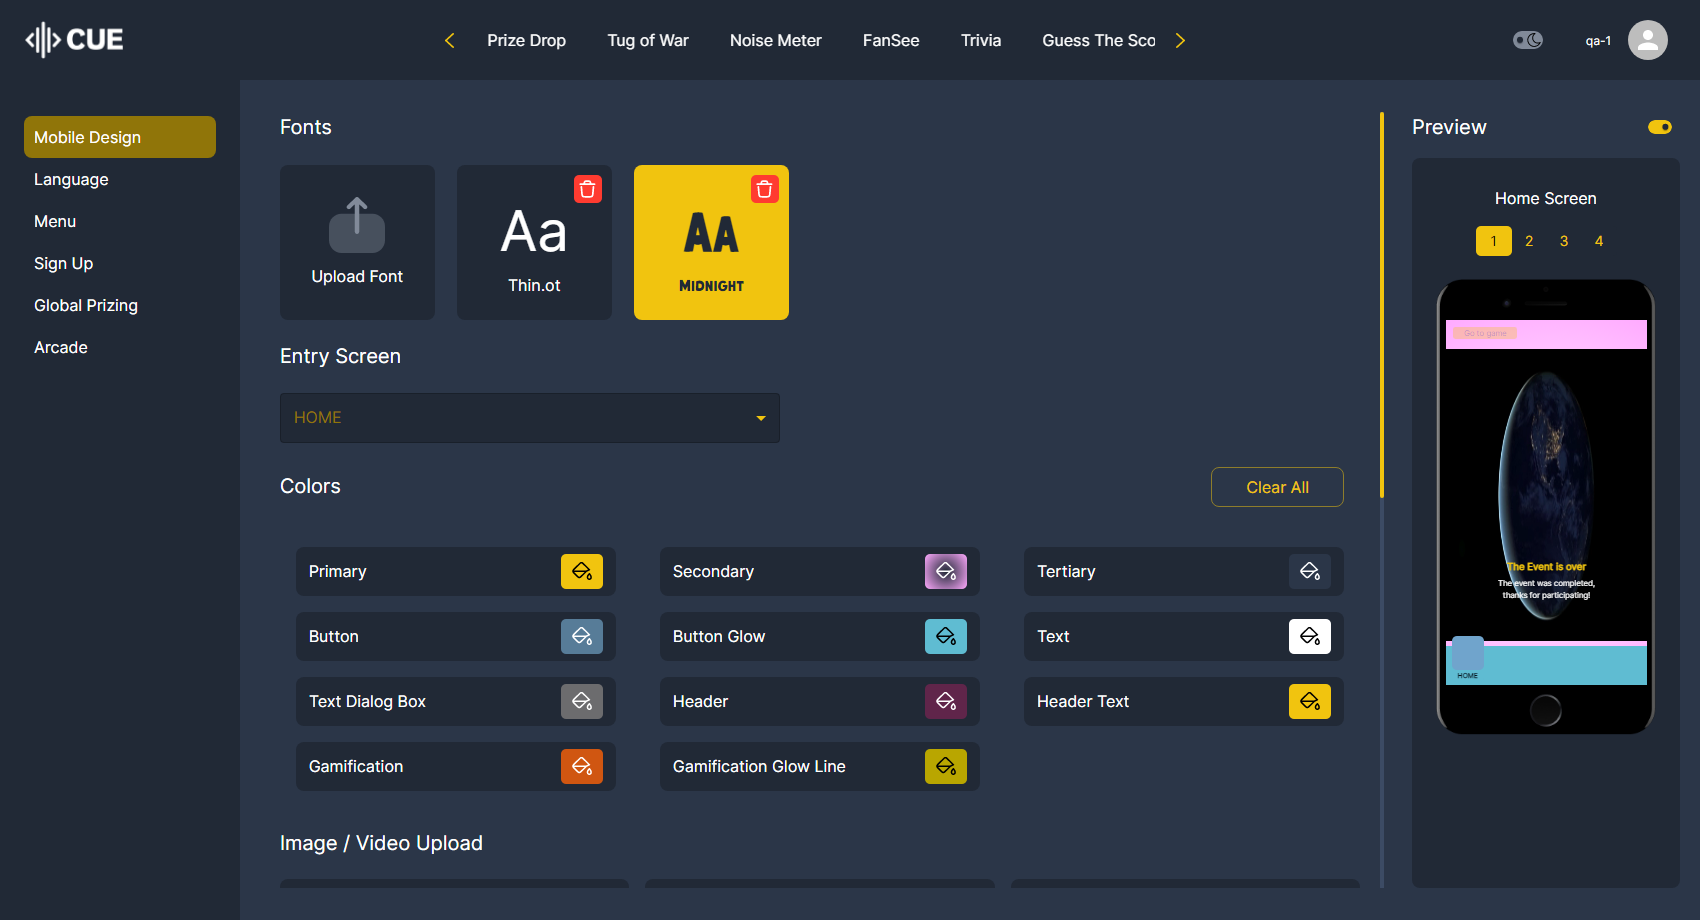 CUE
Prize Drop
Tug of War
Noise Meter
FanSee
Trivia
Guess The Sco
qa-1
Mobile Design
Language
Menu
Sign Up
Global Prizing
Arcade
Fonts
Upload Font
Aa
Thin.ot
AA
MIDNIGHT
Entry Screen
HOME
Colors
Clear All
Primary
Secondary
Tertiary
Button
Button Glow
Text
Text Dialog Box
Header
Header Text
Gamification
Gamification Glow Line
Image / Video Upload
Preview
Home Screen
1 2 3 4
Go to game
The Event is over
The event was completed,
thanks for participating!
HOME